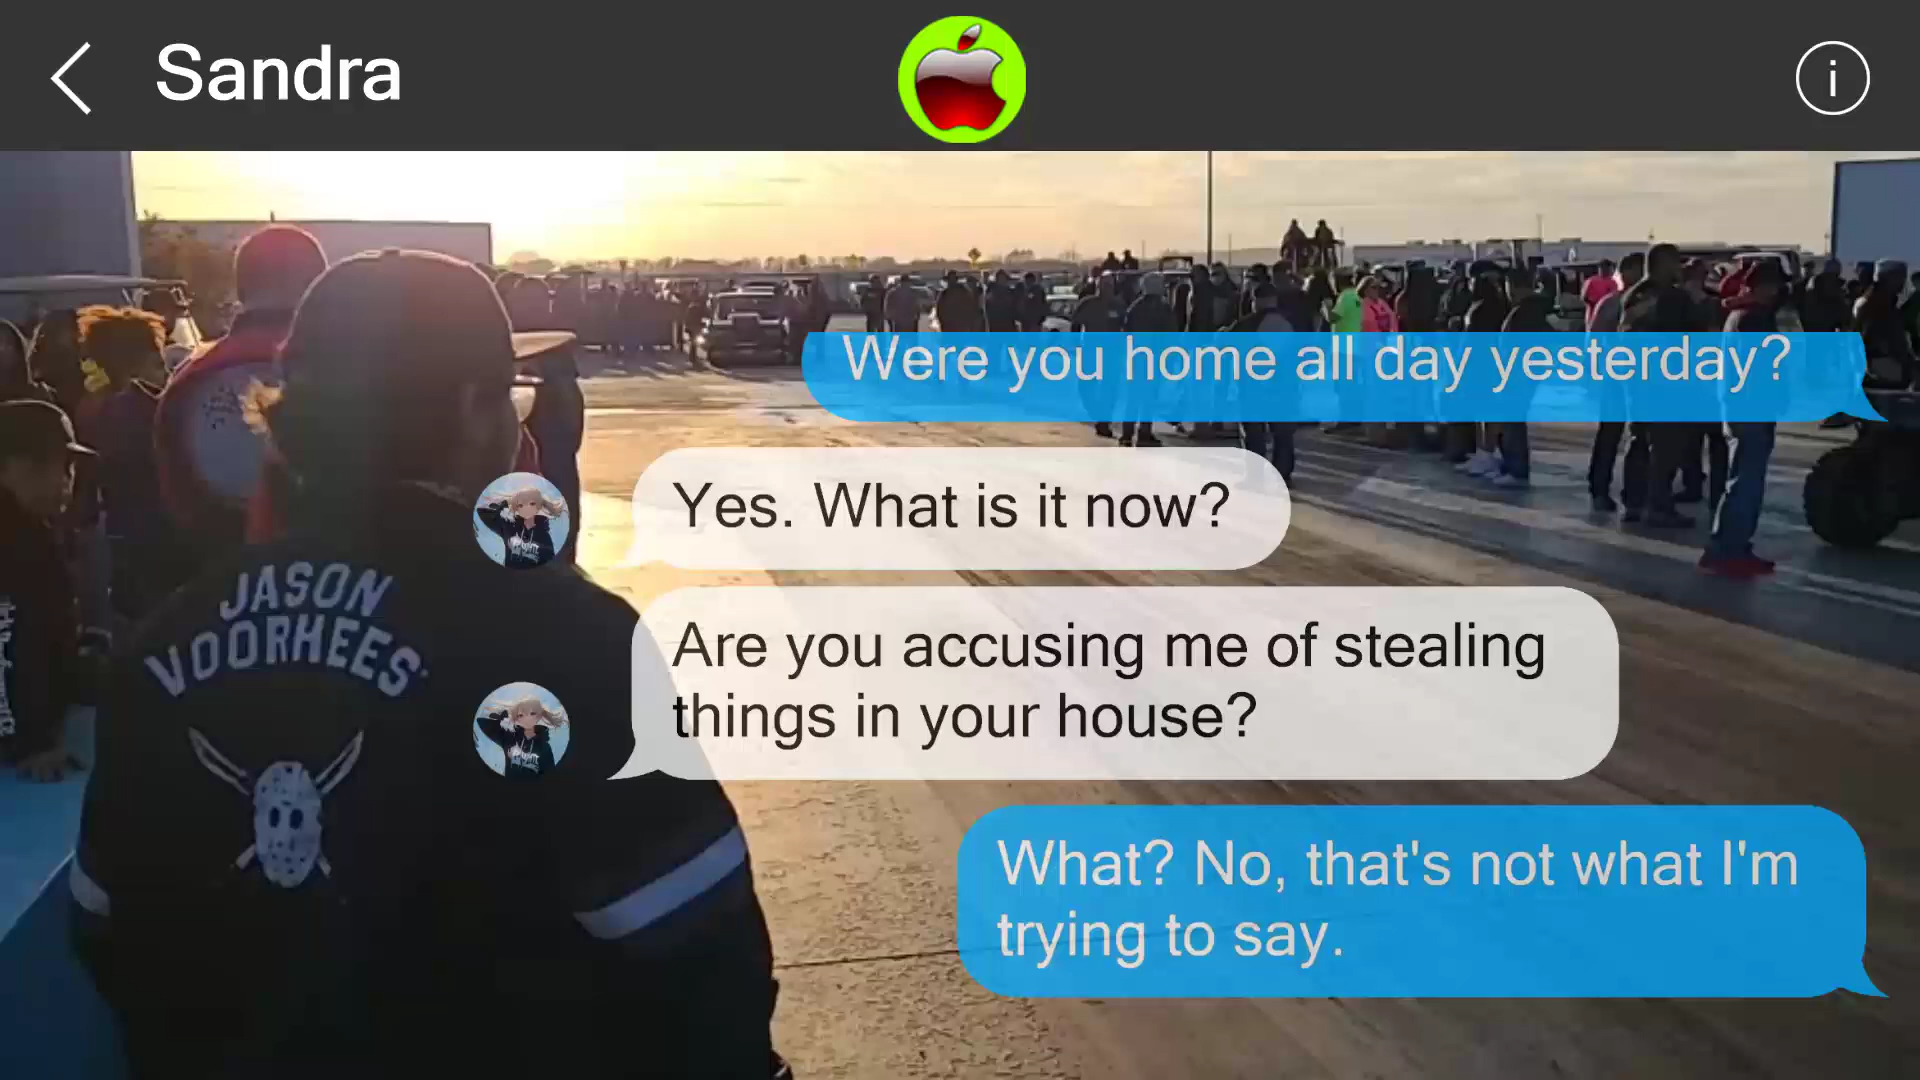 Sandra
Were you home all day yesterday?
Yes. What is it now?
Are you accusing me of stealing
things in your house?
What? No, that's not what I'm
trying to say.
JASON
VOORHEES